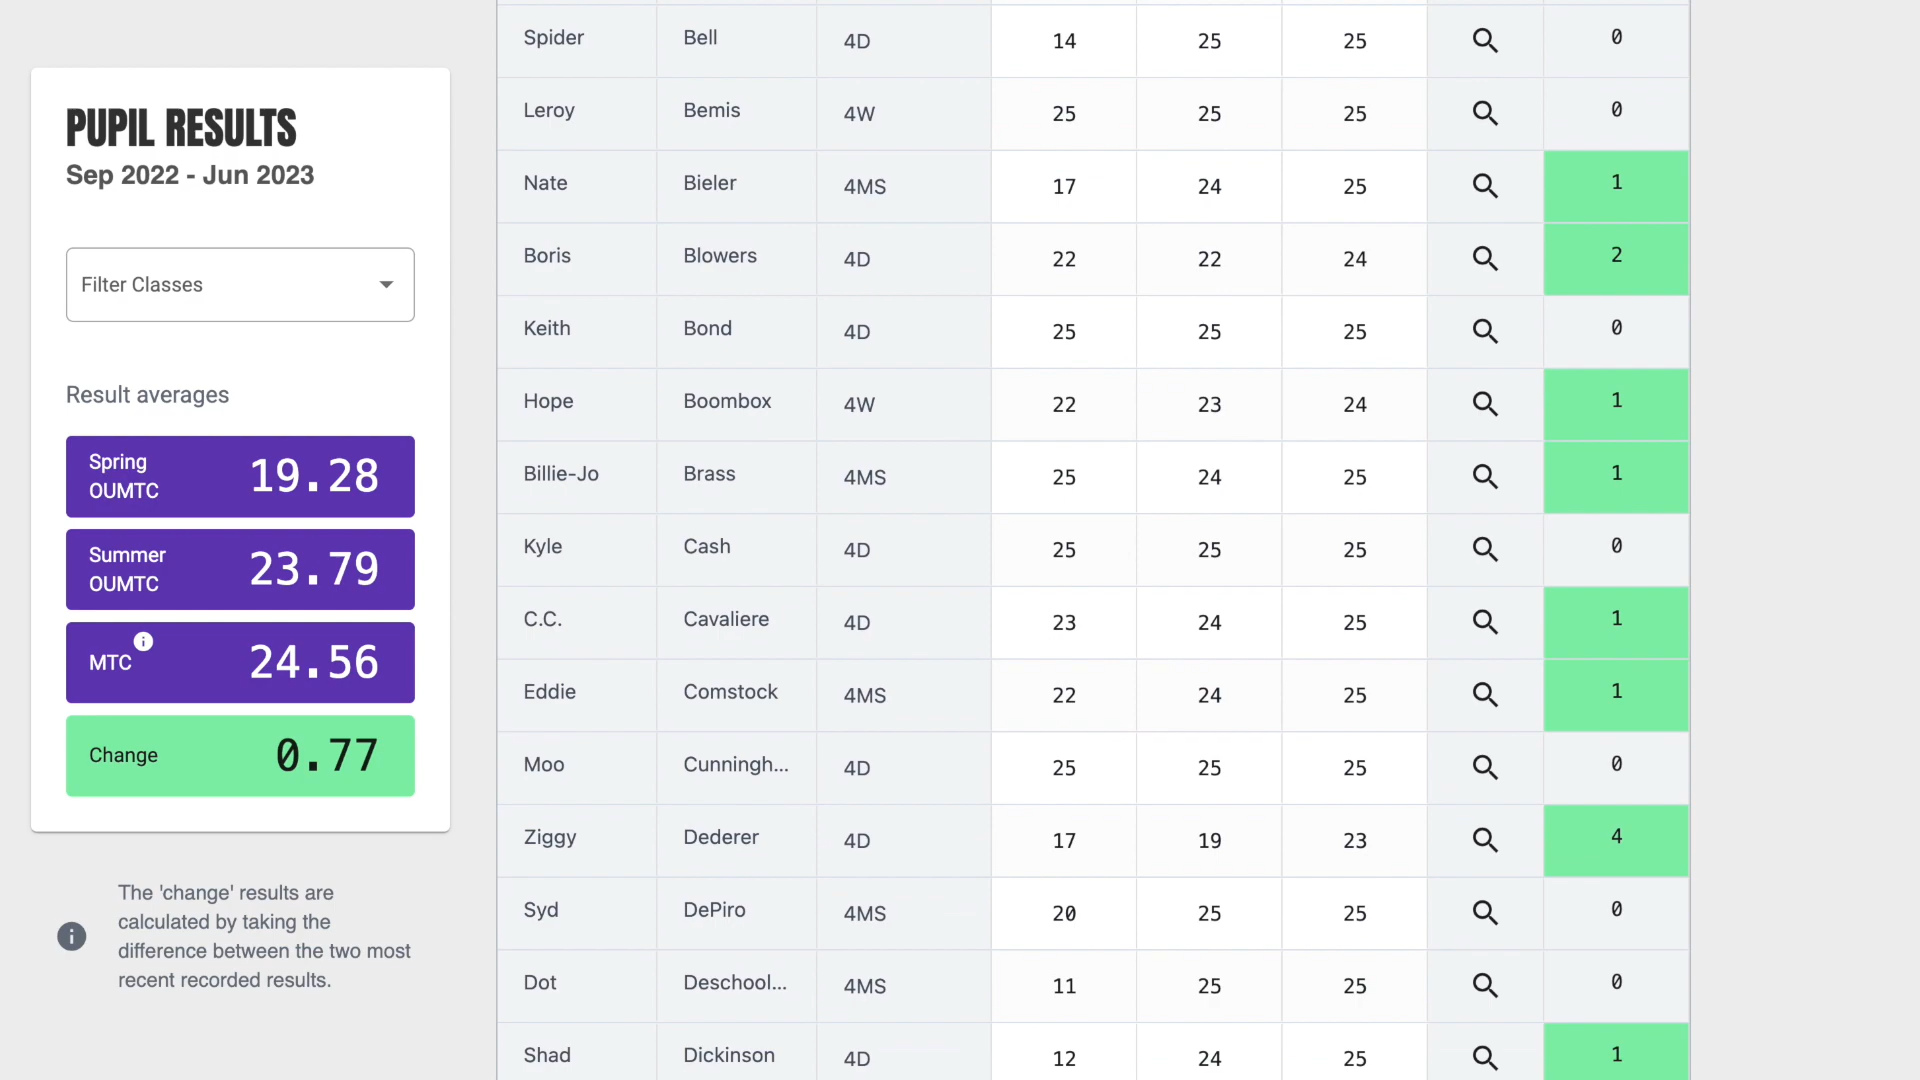 PUPIL RESULTS
Sep 2022 - Jun 2023
Filter Classes
Result averages
Spring
OUMTC 19.28
Summer
OUMTC 23.79
MTC 24.56
Change 0.77
The 'change' results are
calculated by taking the
difference between the two most
recent recorded results.
Spider Bell 4D 14 25 25 0
Leroy Bemis 4W 25 25 25 0
Nate Bieler 4MS 17 24 25 1
Boris Blowers 4D 22 22 24 2
Keith Bond 4D 25 25 25 0
Hope Boombox 4W 22 23 24 1
Billie-Jo Brass 4MS 25 24 25 1
Kyle Cash 4D 25 25 25 0
C.C. Cavaliere 4D 23 24 25 1
Eddie Comstock 4MS 22 24 25 1
Moo Cunningh... 4D 25 25 25 0
Ziggy Dederer 4D 17 19 23 4
Syd DePiro 4MS 20 25 25 0
Dot Deschool... 4MS 11 25 25 0
Shad Dickinson 4D 12 24 25 1